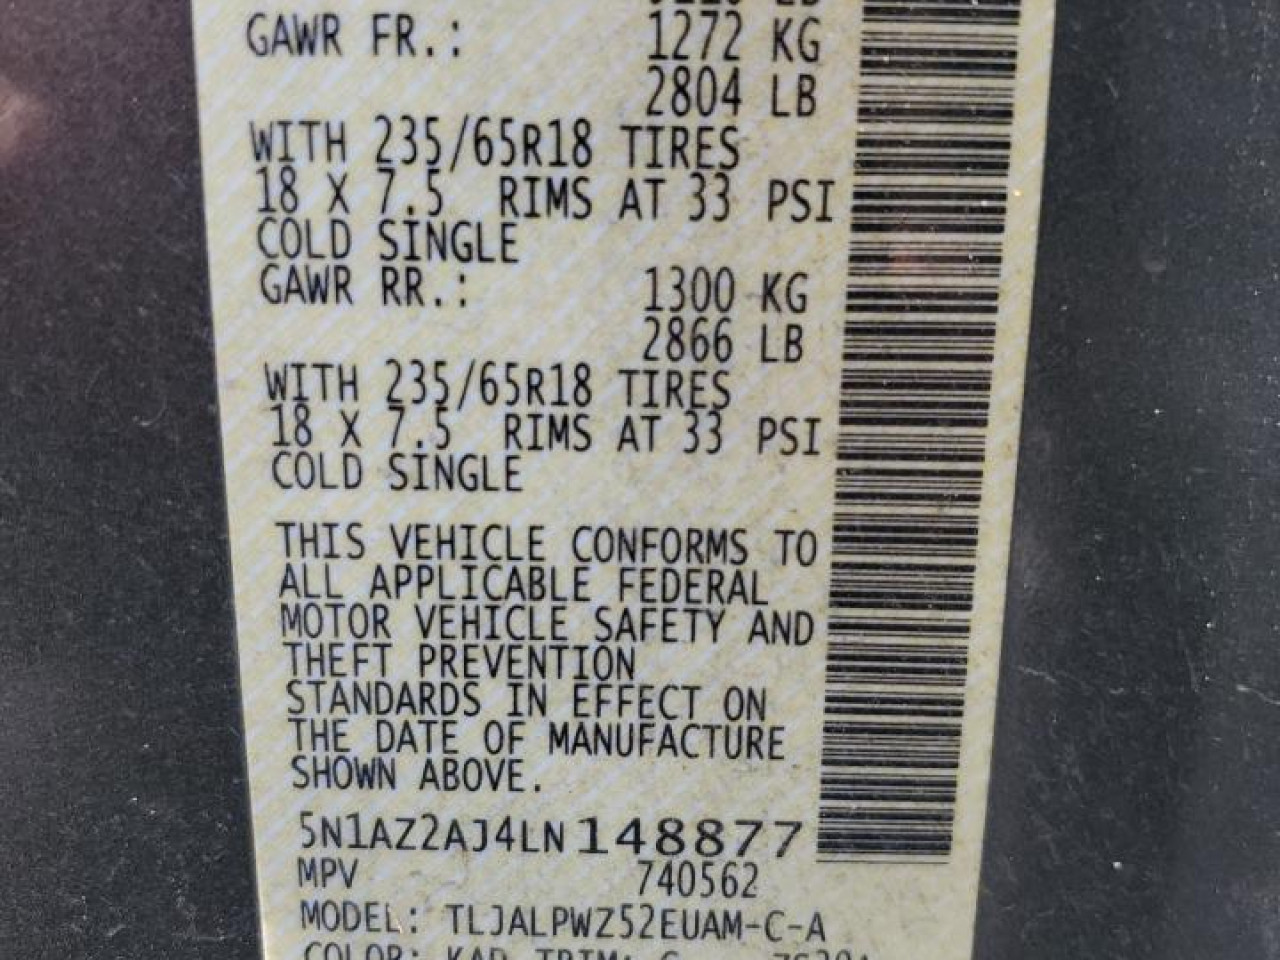 GAWR FR.: 1272 KG
2804 LB
WITH 235/65R18 TIRES
18 X 7.5 RIMS AT 33 PSI
COLD SINGLE
GAWR RR.: 1300 KG
2866 LB
WITH 235/65R18 TIRES
18 X 7.5 RIMS AT 33 PSI
COLD SINGLE
THIS VEHICLE CONFORMS TO
ALL APPLICABLE FEDERAL
MOTOR VEHICLE SAFETY AND
THEFT PREVENTION
STANDARDS IN EFFECT ON
THE DATE OF MANUFACTURE
SHOWN ABOVE.
5N1AZ2AJ4LN148877
MPV 740562
MODEL: TLJALPWZ52EUAM-C-A
COLOR: KAD TRIM: G